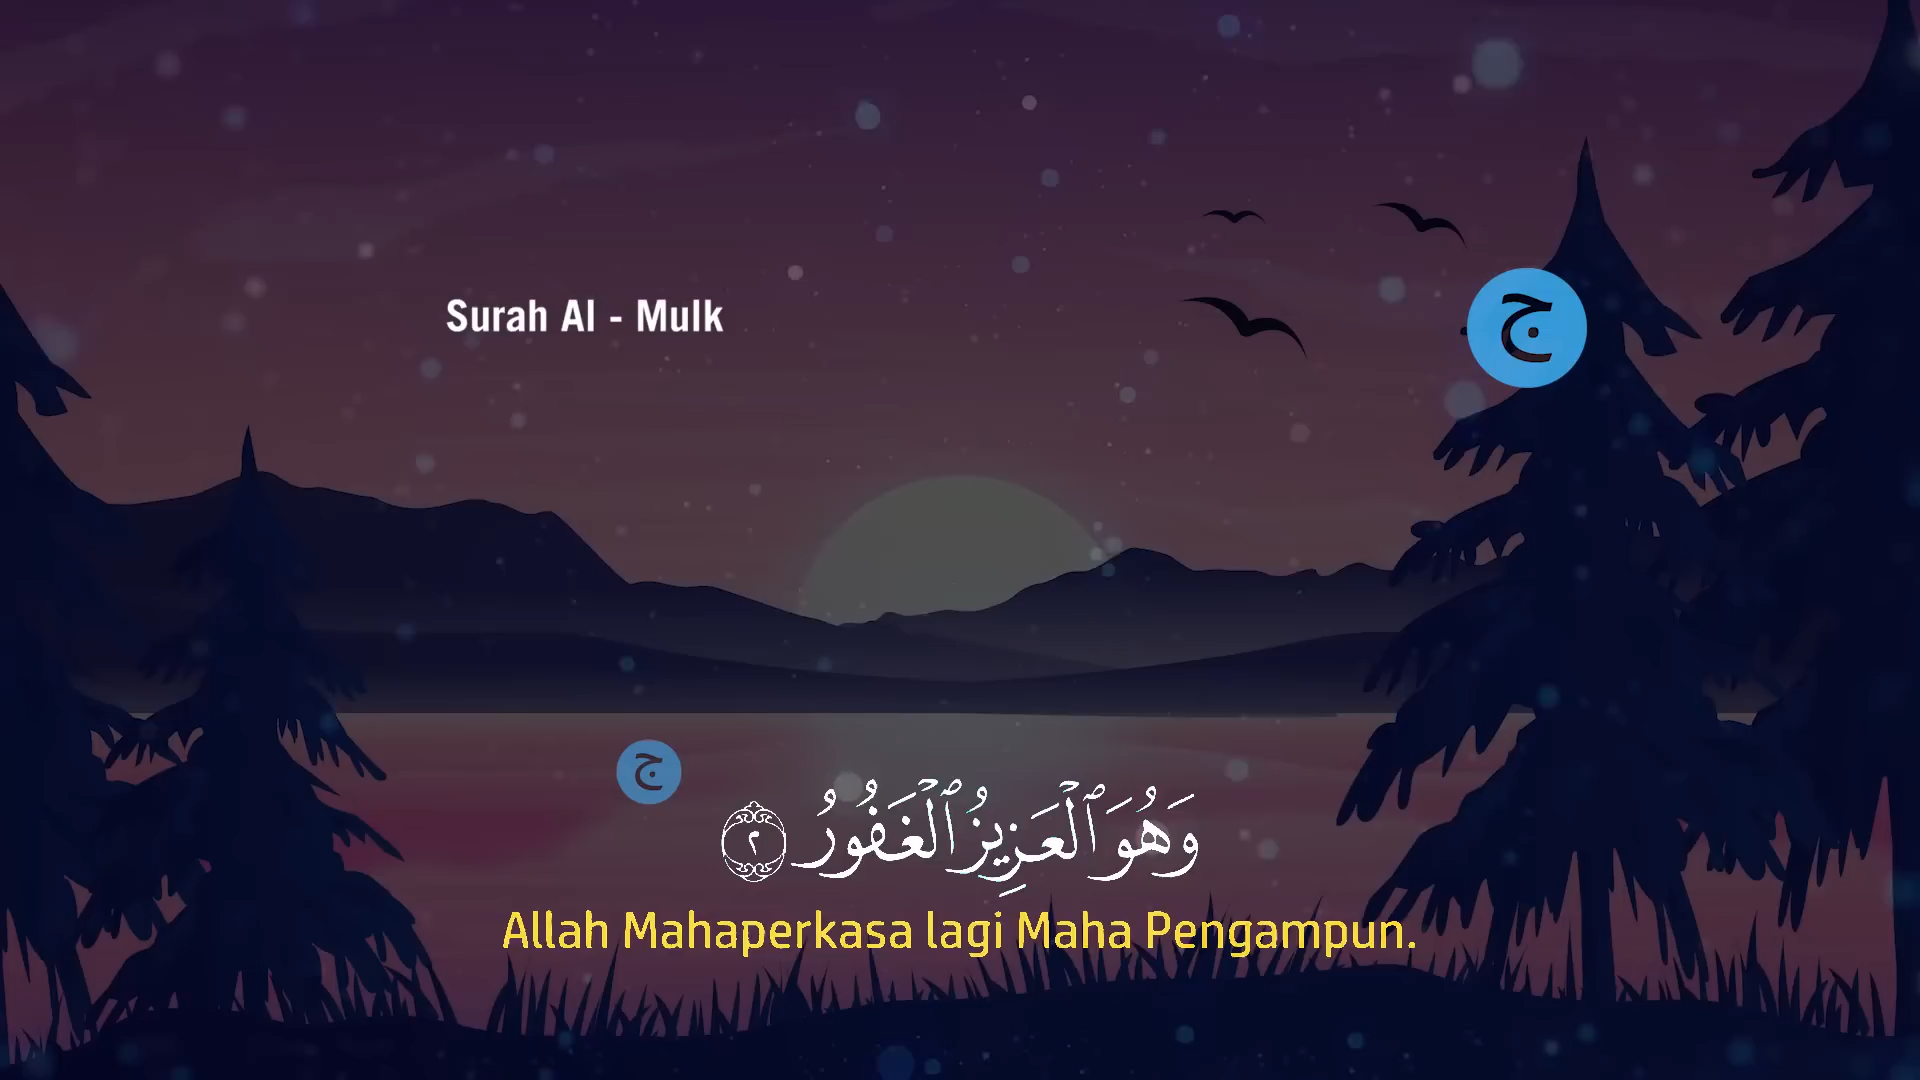 Surah Al - Mulk
ج
ج
وَهُوَ ٱلْعَزِيزُ ٱلْغَفُورُ ٢
Allah Mahaperkasa lagi Maha Pengampun.